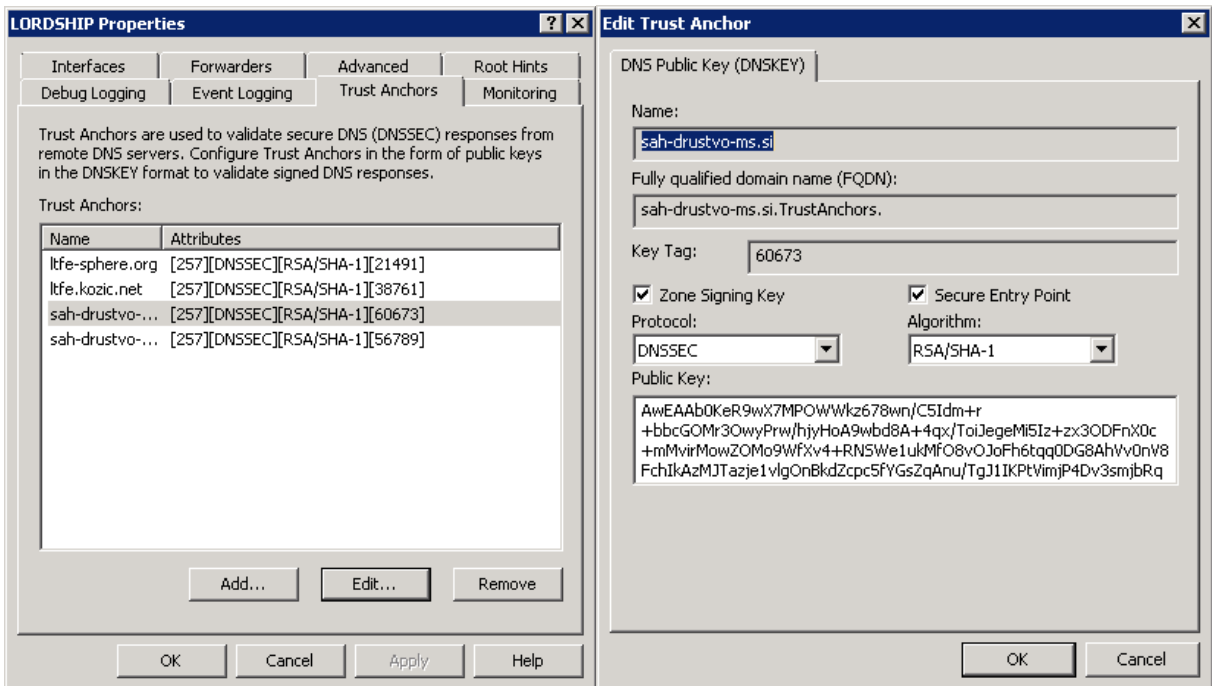 LORDSHIP Properties
Interfaces
Forwarders
Advanced
Root Hints
Debug Logging
Event Logging
Trust Anchors
Monitoring
Trust Anchors are used to validate secure DNS (DNSSEC) responses from
remote DNS servers. Configure Trust Anchors in the form of public keys
in the DNSKEY format to validate signed DNS responses.
Trust Anchors:
Name Attributes
ltfe-sphere.org [257][DNSSEC][RSA/SHA-1][21491]
ltfe.kozic.net [257][DNSSEC][RSA/SHA-1][38761]
sah-drustvo-... [257][DNSSEC][RSA/SHA-1][60673]
sah-drustvo-... [257][DNSSEC][RSA/SHA-1][56789]
Add...
Edit...
Remove
OK
Cancel
Apply
Help
Edit Trust Anchor
DNS Public Key (DNSKEY)
Name:
sah-drustvo-ms.si
Fully qualified domain name (FQDN):
sah-drustvo-ms.si.TrustAnchors.
Key Tag: 60673
Zone Signing Key
Secure Entry Point
Protocol:
Algorithm:
DNSSEC
RSA/SHA-1
Public Key:
AwEAAb0KeR9wX7MPOWWkz678wn/C5Idm+r
+bbcGOMr3OwyPrw/hjyHoA9wbd8A+4qx/ToiJegeMi5Iz+zx3ODFnX0c
+mMvirMowZOMo9WfXv4+RNSWe1ukMfO8vOJoFh6tqq0DG8AhVv0nV8
FchIkAzMJTazje1vlgOnBkdZcpc5fYGsZqAnu/TgJ1IKPtVimjP4Dv3smjbRq
OK
Cancel